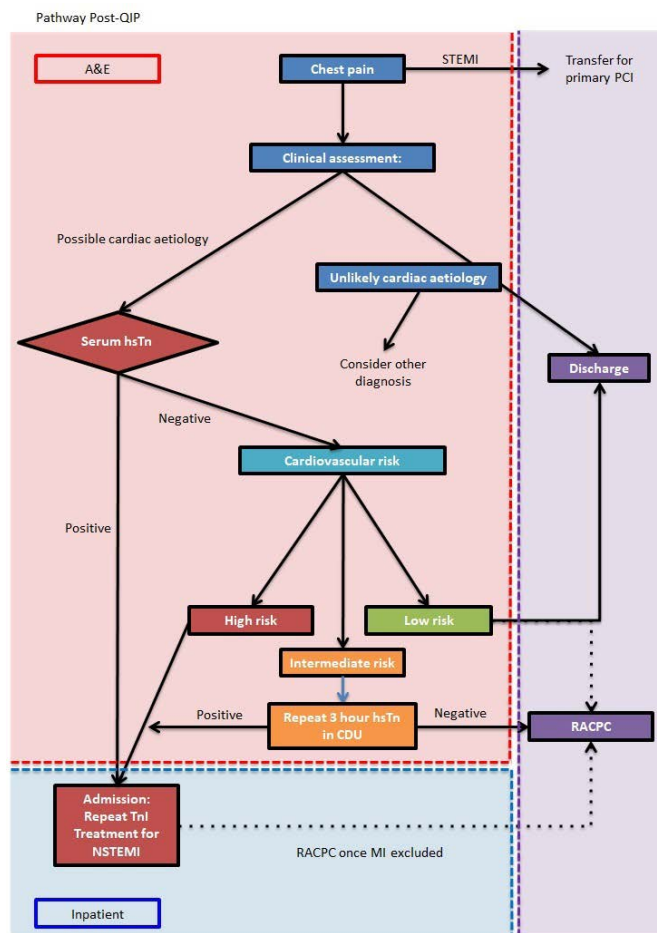 Pathway Post-QIP
A&E
Chest pain
STEMI
Transfer for
primary PCI
Clinical assessment:
Possible cardiac aetiology
Unlikely cardiac aetiology
Serum hsTn
Consider other
diagnosis
Discharge
Negative
Cardiovascular risk
Positive
High risk
Low risk
Intermediate risk
Positive
Repeat 3 hour hsTn
in CDU
Negative
RACPC
Admission:
Repeat TnI
Treatment for
NSTEMI
RACPC once MI excluded
Inpatient